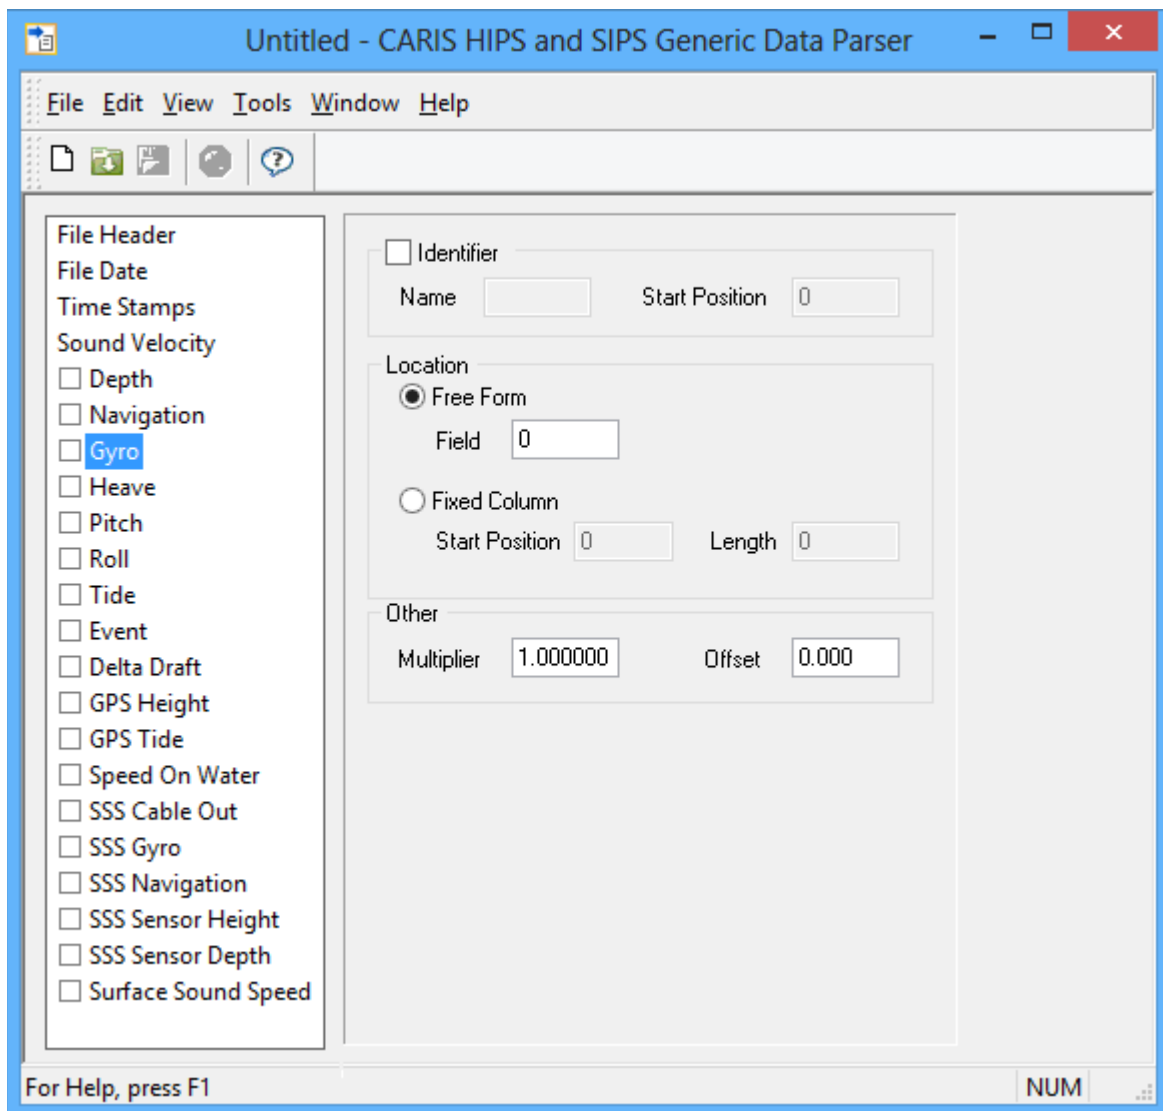 Untitled - CARIS HIPS and SIPS Generic Data Parser
File Edit View Tools Window Help
File Header
File Date
Time Stamps
Sound Velocity
Depth
Navigation
Gyro
Heave
Pitch
Roll
Tide
Event
Delta Draft
GPS Height
GPS Tide
Speed On Water
SSS Cable Out
SSS Gyro
SSS Navigation
SSS Sensor Height
SSS Sensor Depth
Surface Sound Speed
Identifier
Name Start Position 0
Location
Free Form
Field 0
Fixed Column
Start Position 0 Length 0
Other
Multiplier 1.000000 Offset 0.000
For Help, press F1 NUM